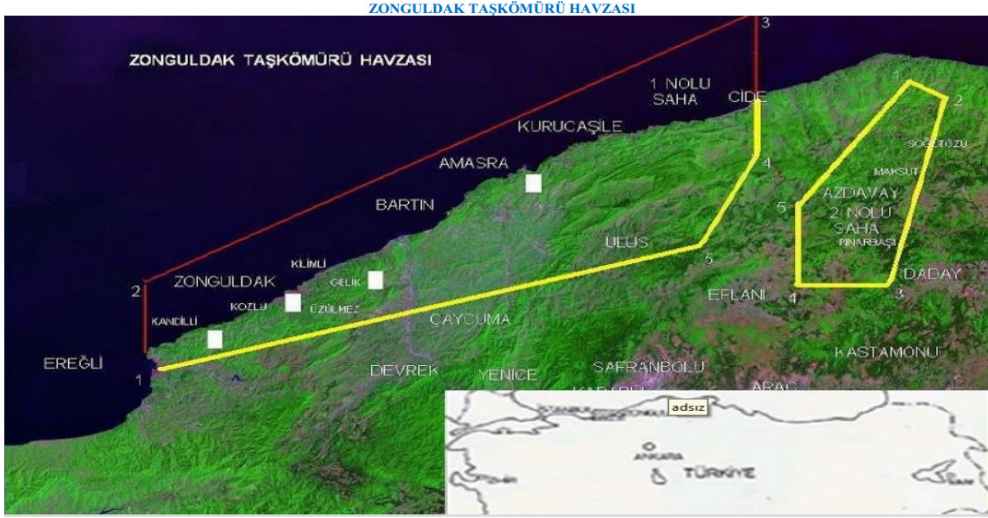 ZONGULDAK TAŞKÖMÜRÜ HAVZASI
ZONGULDAK TAŞKÖMÜRÜ HAVZASI
3
1 NOLU
SAHA
CİDE
1
2
KURUCAŞİLE
SOĞÜTÖZÜ
AMASRA
4
MAKSUT
AZDAVAY
BARTIN
5
2 NOLU
SAHA
PINARBAŞI
ULUS
5
KİLİMLİ
ZONGULDAK
GELİK
2
DADAY
EFLANİ
4
3
KOZLU
ÜZÜLMEZ
KANDİLLİ
ÇAYCUMA
KASTAMONU
EREĞLİ
1
DEVREK
YENİCE
SAFRANBOLU
ARAÇ
adsız
İSTANBUL
ANKARA
TÜRKİYE